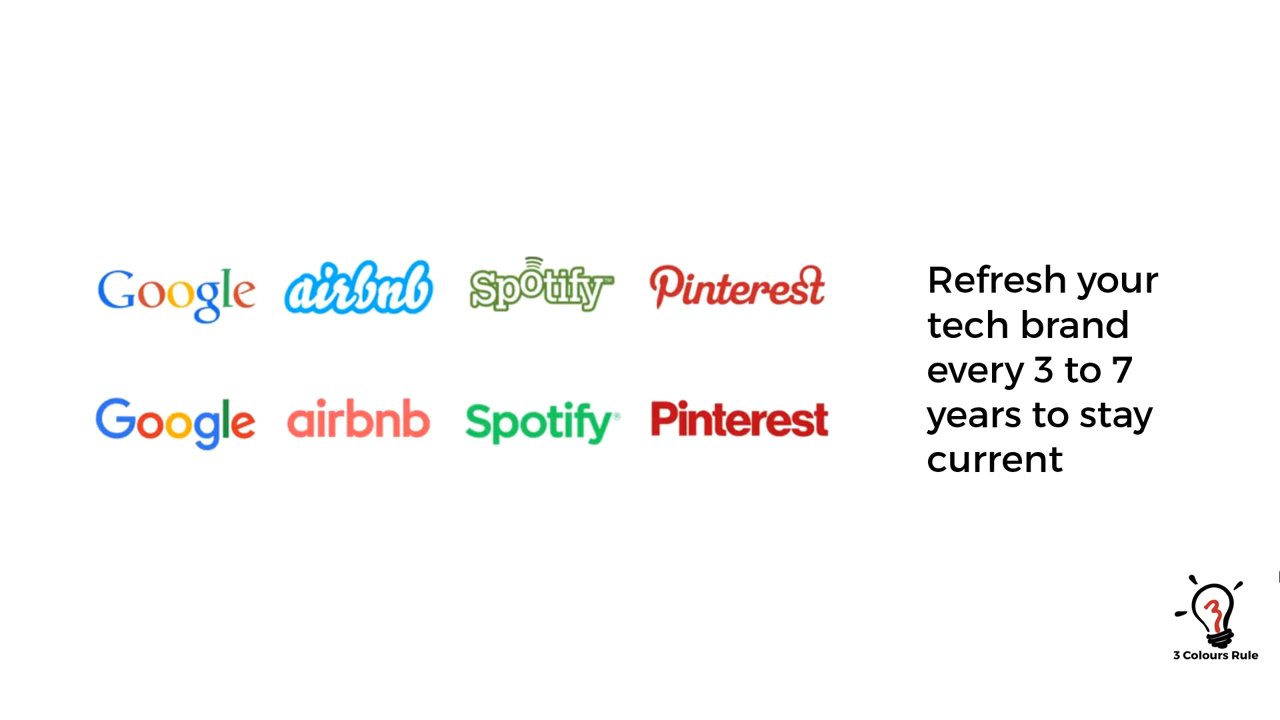 Google airbnb Spotify Pinterest
Google airbnb Spotify® Pinterest
Refresh your
tech brand
every 3 to 7
years to stay
current
3
3 Colours Rule